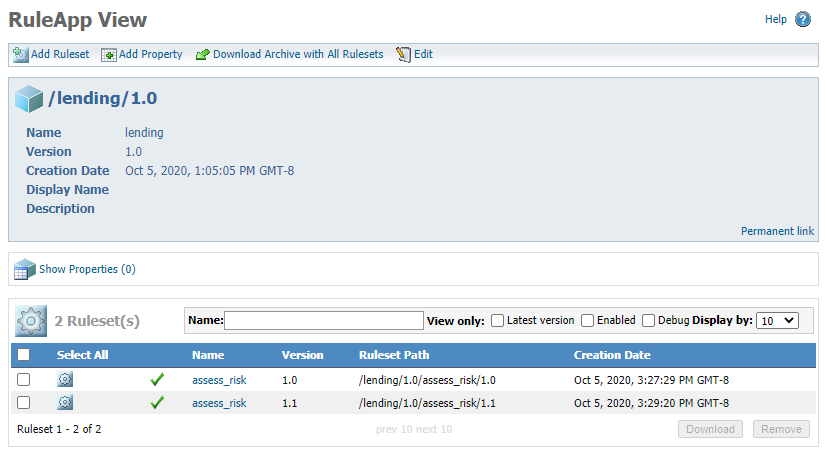 RuleApp View
Help
Add Ruleset Add Property Download Archive with All Rulesets Edit
/lending/1.0
Name lending
Version 1.0
Creation Date Oct 5, 2020, 1:05:05 PM GMT-8
Display Name
Description
Permanent link
Show Properties (0)
2 Ruleset(s) Name: View only: Latest version Enabled Debug Display by: 10
Select All Name Version Ruleset Path Creation Date
assess_risk 1.0 /lending/1.0/assess_risk/1.0 Oct 5, 2020, 3:27:29 PM GMT-8
assess_risk 1.1 /lending/1.0/assess_risk/1.1 Oct 5, 2020, 3:29:20 PM GMT-8
Ruleset 1 - 2 of 2 prev 10 next 10 Download Remove